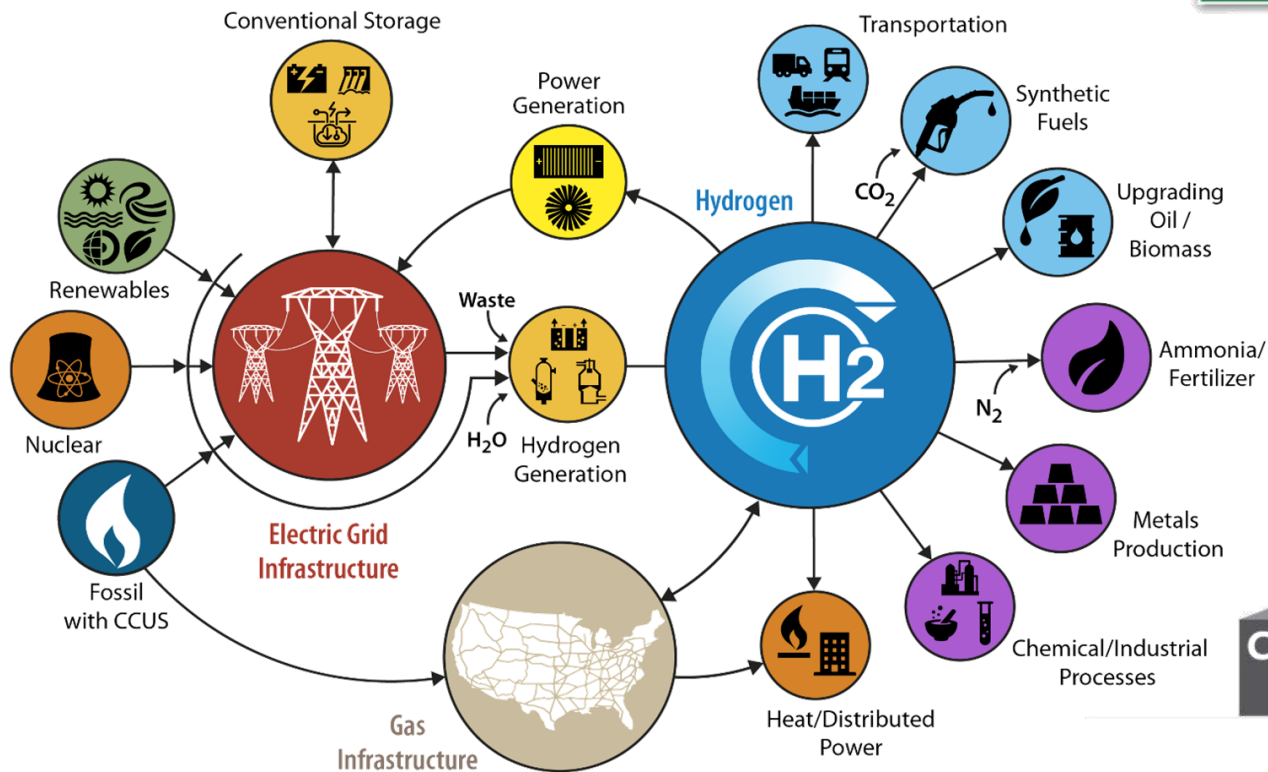 Conventional Storage
Transportation
Power
Generation
Synthetic
Fuels
CO2
Hydrogen
Upgrading
Oil /
Biomass
Renewables
Waste
H2
Ammonia/
Fertilizer
N2
Nuclear
H2O
Hydrogen
Generation
Electric Grid
Infrastructure
Metals
Production
Fossil
with CCUS
Chemical/Industrial
Processes
Gas
Infrastructure
Heat/Distributed
Power